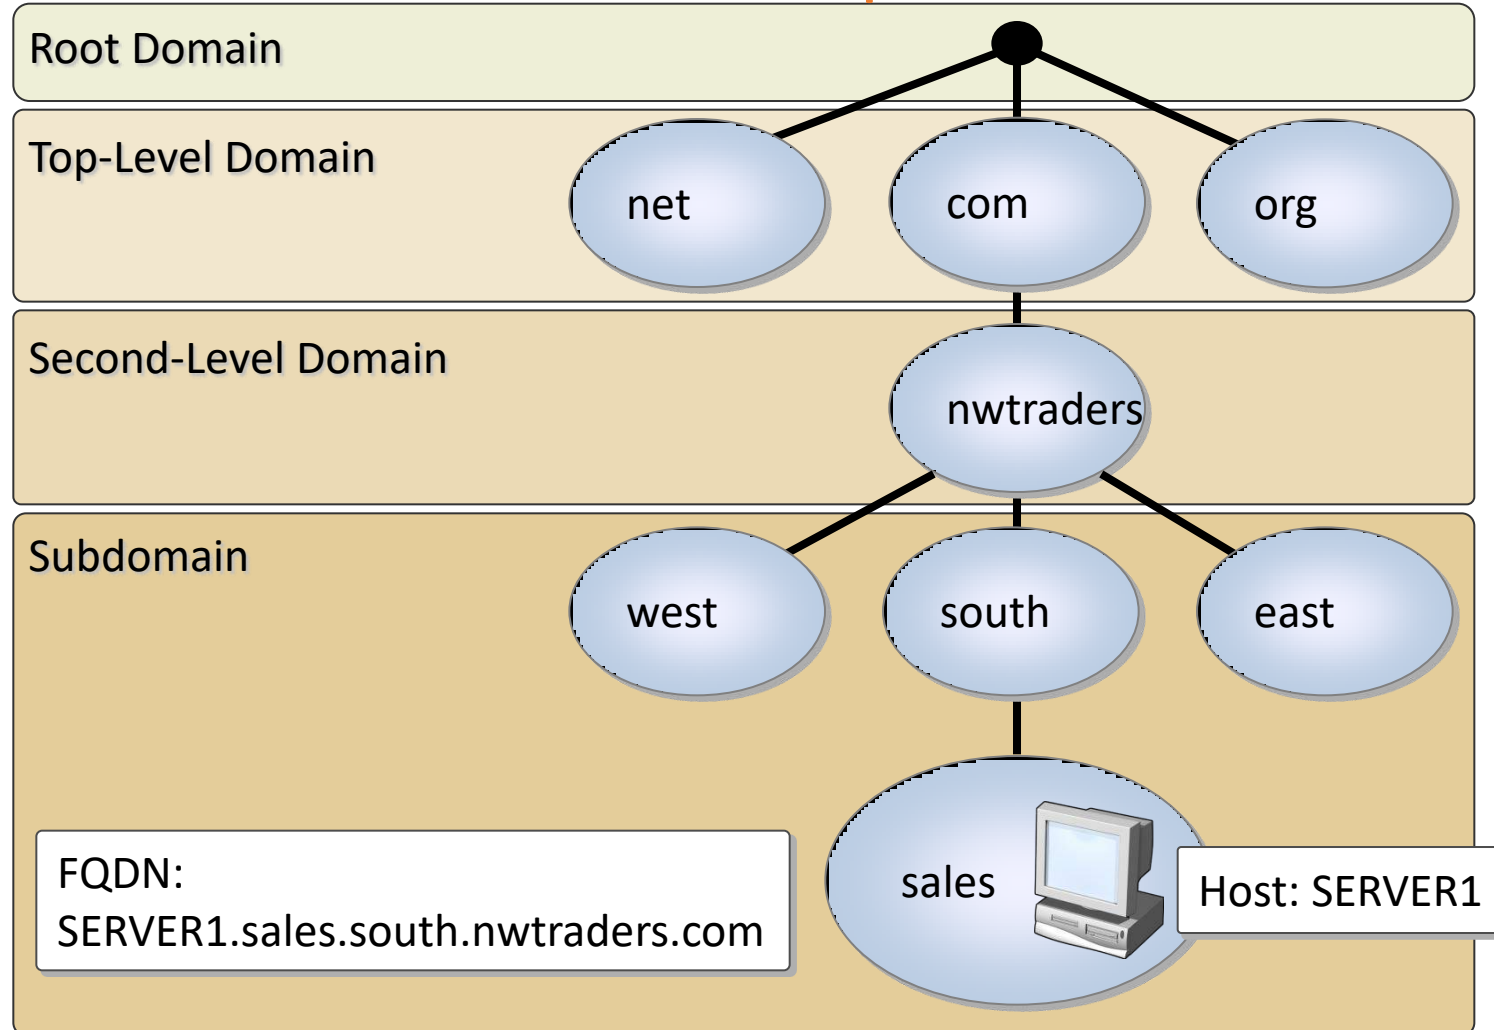 Root Domain
Top-Level Domain
net
com
org
Second-Level Domain
nwtraders
Subdomain
west
south
east
sales
Host: SERVER1
FQDN:
SERVER1.sales.south.nwtraders.com